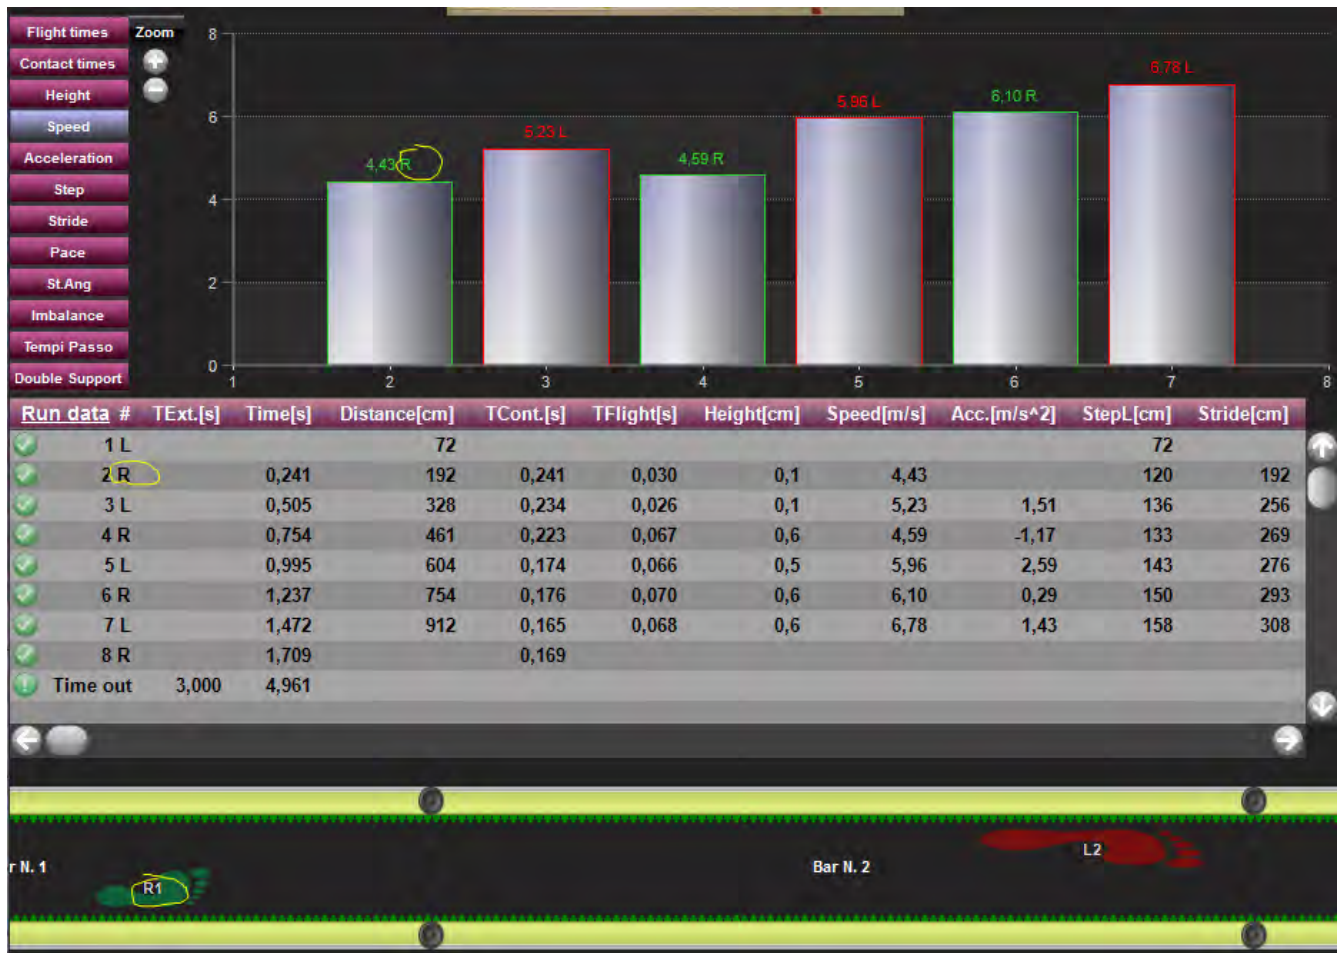 Flight times
Contact times
Height
Speed
Acceleration
Step
Stride
Pace
St.Ang
Imbalance
Tempi Passo
Double Support
Zoom
8
6
4
2
0
4,43 R
5,23 L
4,59 R
5,96 L
6,10 R
6,78 L
1 2 3 4 5 6 7 8
Run data # TExt.[s] Time[s] Distance[cm] TCont.[s] TFlight[s] Height[cm] Speed[m/s] Acc.[m/s^2] StepL[cm] Stride[cm]
1 L 72 72
2 R 0,241 192 0,241 0,030 0,1 4,43 120 192
3 L 0,505 328 0,234 0,026 0,1 5,23 1,51 136 256
4 R 0,754 461 0,223 0,067 0,6 4,59 -1,17 133 269
5 L 0,995 604 0,174 0,066 0,5 5,96 2,59 143 276
6 R 1,237 754 0,176 0,070 0,6 6,10 0,29 150 293
7 L 1,472 912 0,165 0,068 0,6 6,78 1,43 158 308
8 R 1,709 0,169
Time out 3,000 4,961
r N. 1
R1
Bar N. 2
L2